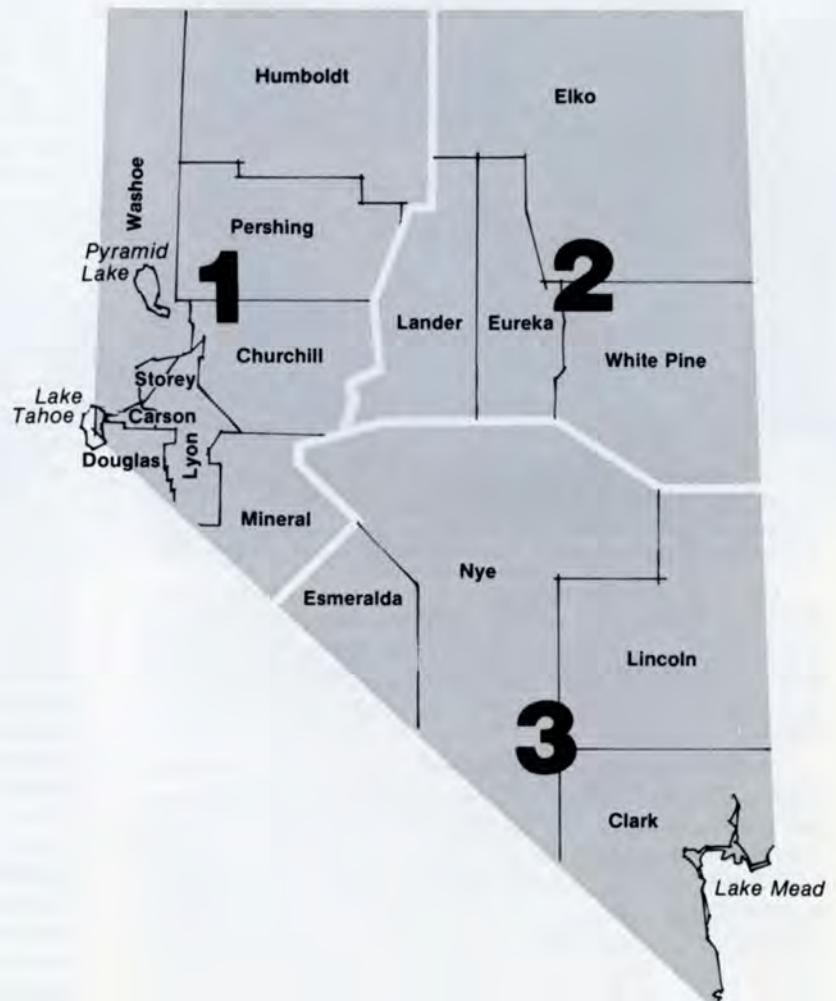 Humboldt
Elko
Washoe
Pershing
Pyramid
Lake
1
2
Lander
Eureka
Churchill
White Pine
Storey
Lake
Tahoe
Carson
Douglas
Lyon
Mineral
Nye
Esmeralda
Lincoln
3
Clark
Lake Mead